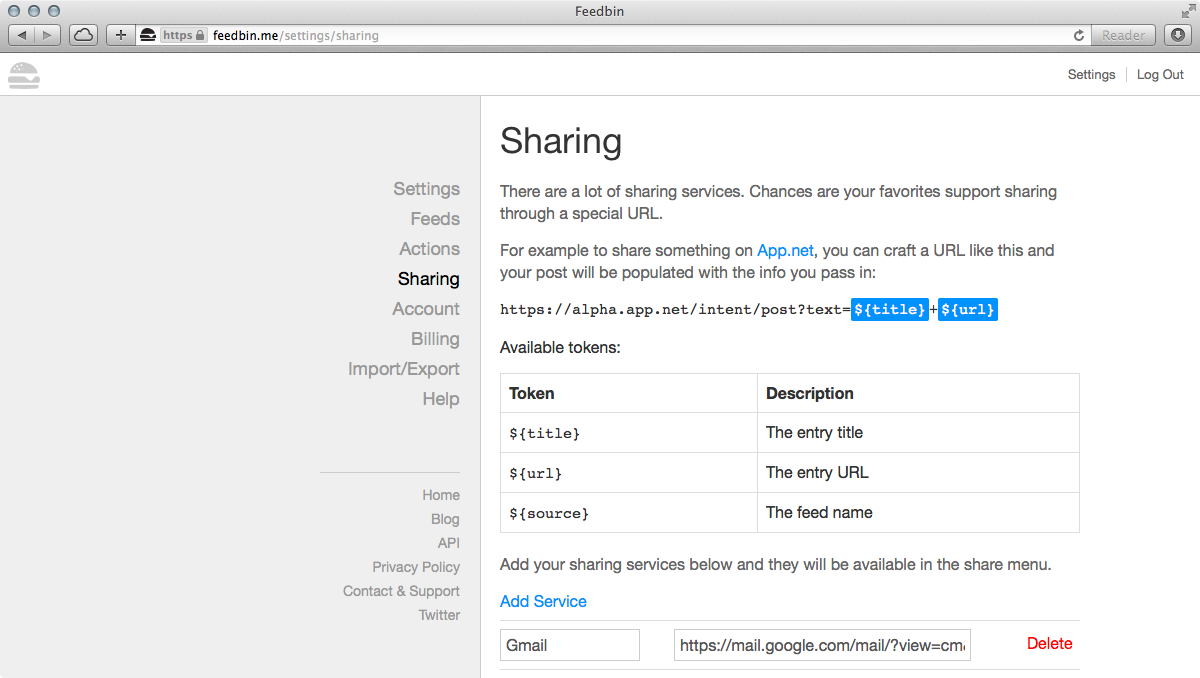 Feedbin
https feedbin.me/settings/sharing
Reader
Settings Log Out
Settings
Feeds
Actions
Sharing
Account
Billing
Import/Export
Help
Home
Blog
API
Privacy Policy
Contact & Support
Twitter
Sharing
There are a lot of sharing services. Chances are your favorites support sharing
through a special URL.
For example to share something on App.net, you can craft a URL like this and
your post will be populated with the info you pass in:
https://alpha.app.net/intent/post?text=${title}+${url}
Available tokens:
Token Description
${title} The entry title
${url} The entry URL
${source} The feed name
Add your sharing services below and they will be available in the share menu.
Add Service
Gmail https://mail.google.com/mail/?view=cm Delete